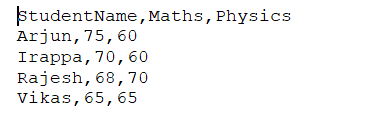 StudentName,Maths,Physics
Arjun,75,60
Irappa,70,60
Rajesh,68,70
Vikas,65,65